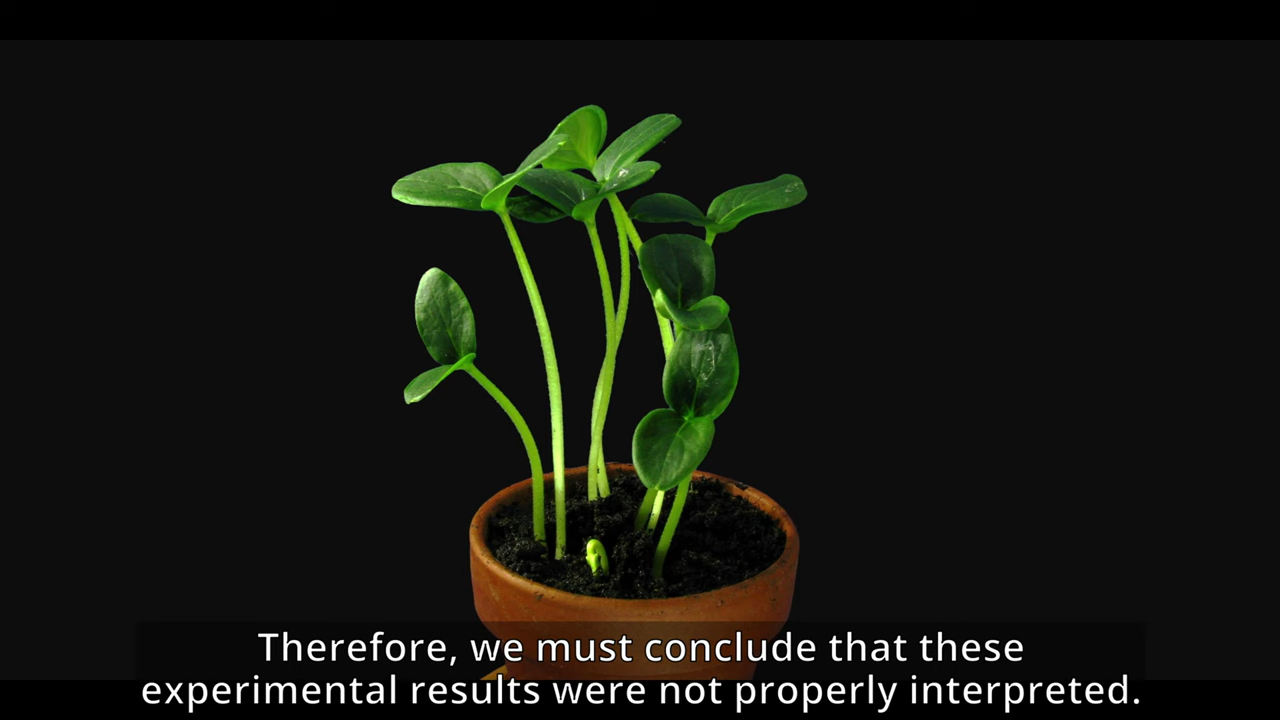 Therefore, we must conclude that these
experimental results were not properly interpreted.